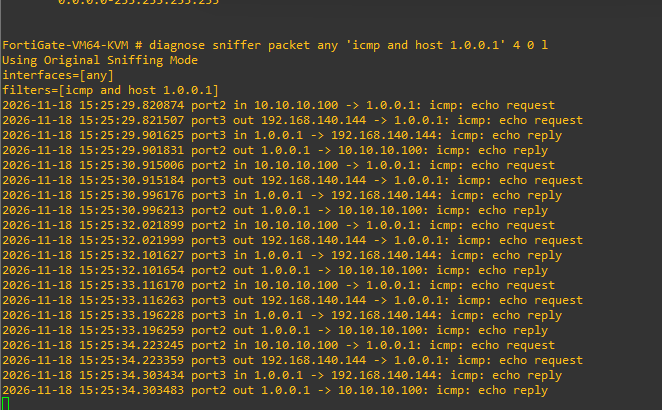 0.0.0.0-255.255.255.255
FortiGate-VM64-KVM # diagnose sniffer packet any 'icmp and host 1.0.0.1' 4 0 l
Using Original Sniffing Mode
interfaces=[any]
filters=[icmp and host 1.0.0.1]
2026-11-18 15:25:29.820874 port2 in 10.10.10.100 -> 1.0.0.1: icmp: echo request
2026-11-18 15:25:29.821507 port3 out 192.168.140.144 -> 1.0.0.1: icmp: echo request
2026-11-18 15:25:29.901625 port3 in 1.0.0.1 -> 192.168.140.144: icmp: echo reply
2026-11-18 15:25:29.901831 port2 out 1.0.0.1 -> 10.10.10.100: icmp: echo reply
2026-11-18 15:25:30.915006 port2 in 10.10.10.100 -> 1.0.0.1: icmp: echo request
2026-11-18 15:25:30.915184 port3 out 192.168.140.144 -> 1.0.0.1: icmp: echo request
2026-11-18 15:25:30.996176 port3 in 1.0.0.1 -> 192.168.140.144: icmp: echo reply
2026-11-18 15:25:30.996213 port2 out 1.0.0.1 -> 10.10.10.100: icmp: echo reply
2026-11-18 15:25:32.021899 port2 in 10.10.10.100 -> 1.0.0.1: icmp: echo request
2026-11-18 15:25:32.021999 port3 out 192.168.140.144 -> 1.0.0.1: icmp: echo request
2026-11-18 15:25:32.101627 port3 in 1.0.0.1 -> 192.168.140.144: icmp: echo reply
2026-11-18 15:25:32.101654 port2 out 1.0.0.1 -> 10.10.10.100: icmp: echo reply
2026-11-18 15:25:33.116170 port2 in 10.10.10.100 -> 1.0.0.1: icmp: echo request
2026-11-18 15:25:33.116263 port3 out 192.168.140.144 -> 1.0.0.1: icmp: echo request
2026-11-18 15:25:33.196228 port3 in 1.0.0.1 -> 192.168.140.144: icmp: echo reply
2026-11-18 15:25:33.196259 port2 out 1.0.0.1 -> 10.10.10.100: icmp: echo reply
2026-11-18 15:25:34.223245 port2 in 10.10.10.100 -> 1.0.0.1: icmp: echo request
2026-11-18 15:25:34.223359 port3 out 192.168.140.144 -> 1.0.0.1: icmp: echo request
2026-11-18 15:25:34.303434 port3 in 1.0.0.1 -> 192.168.140.144: icmp: echo reply
2026-11-18 15:25:34.303483 port2 out 1.0.0.1 -> 10.10.10.100: icmp: echo reply